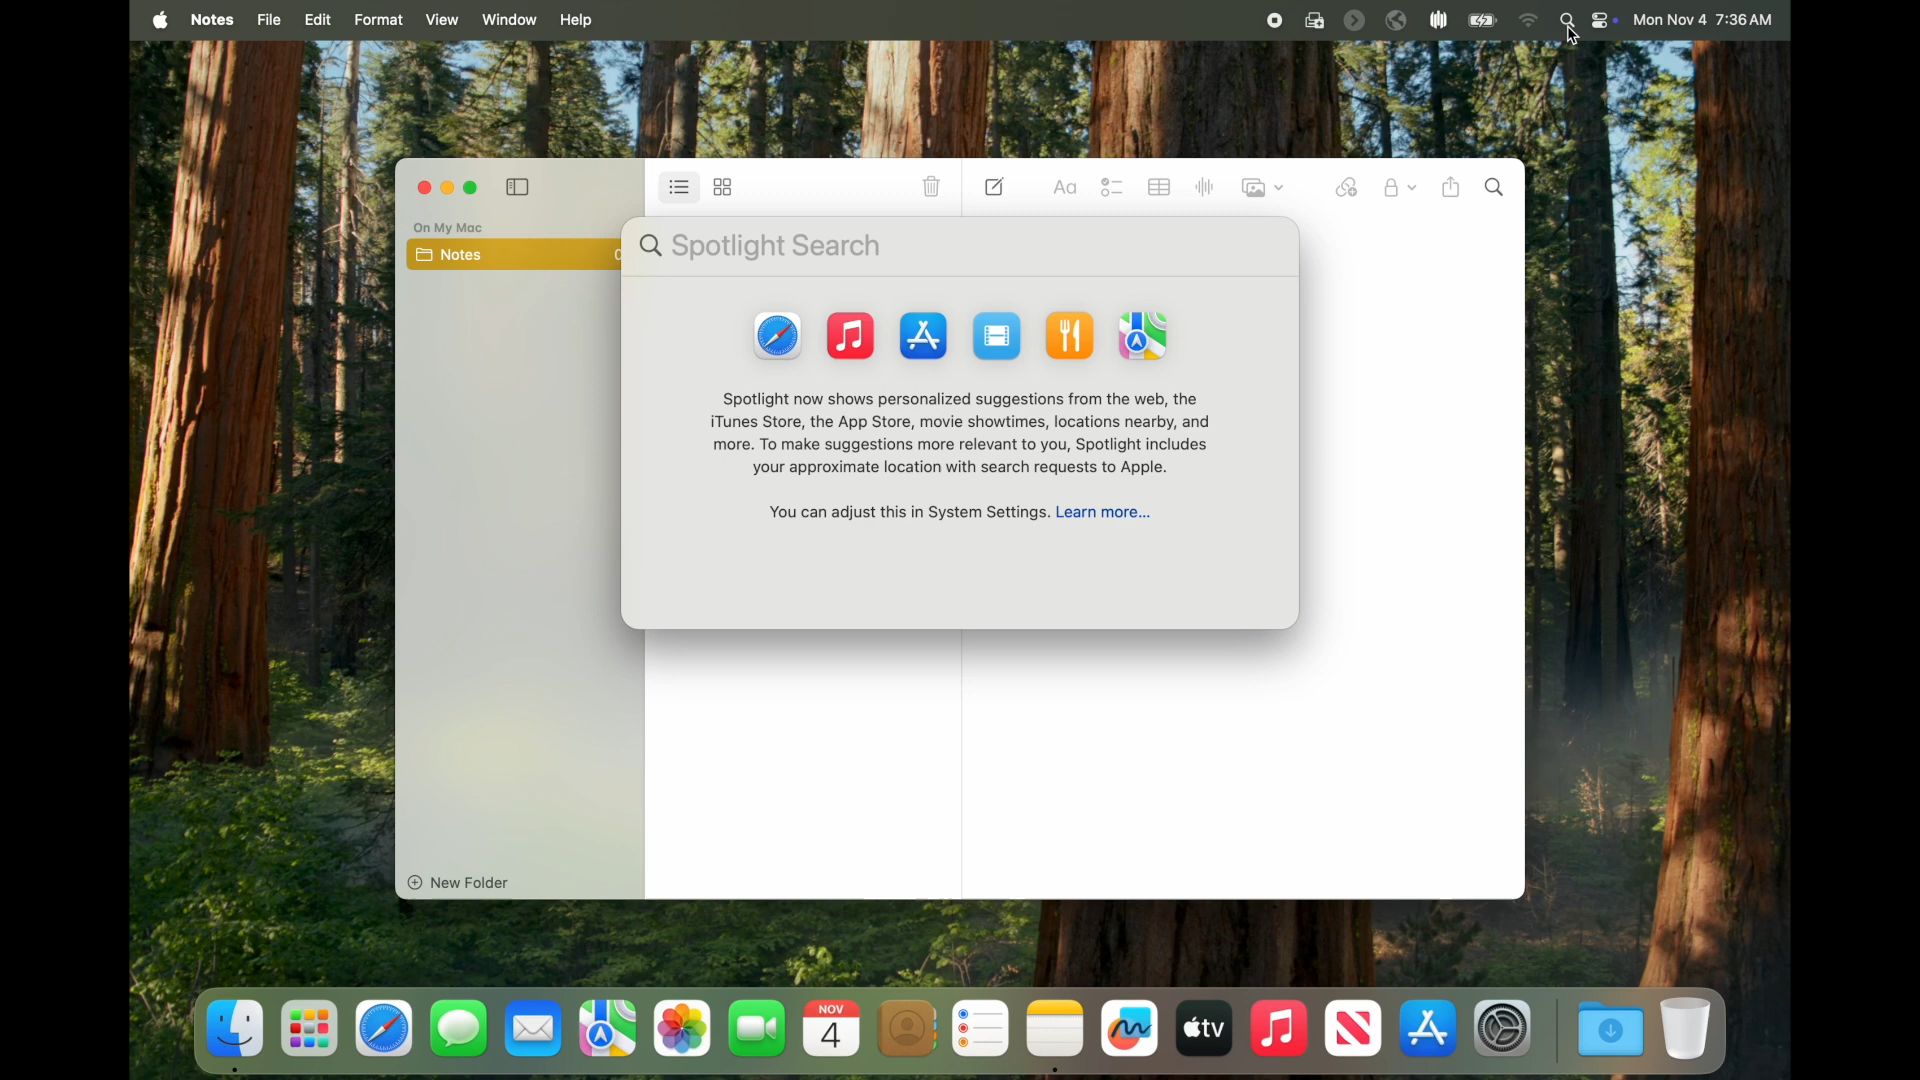 Notes File Edit Format View Window Help Mon Nov 4 7:36 AM
On My Mac
Notes 0
Aa
Spotlight Search
Spotlight now shows personalized suggestions from the web, the
iTunes Store, the App Store, movie showtimes, locations nearby, and
more. To make suggestions more relevant to you, Spotlight includes
your approximate location with search requests to Apple.
You can adjust this in System Settings. Learn more...
New Folder
NOV
4
tv